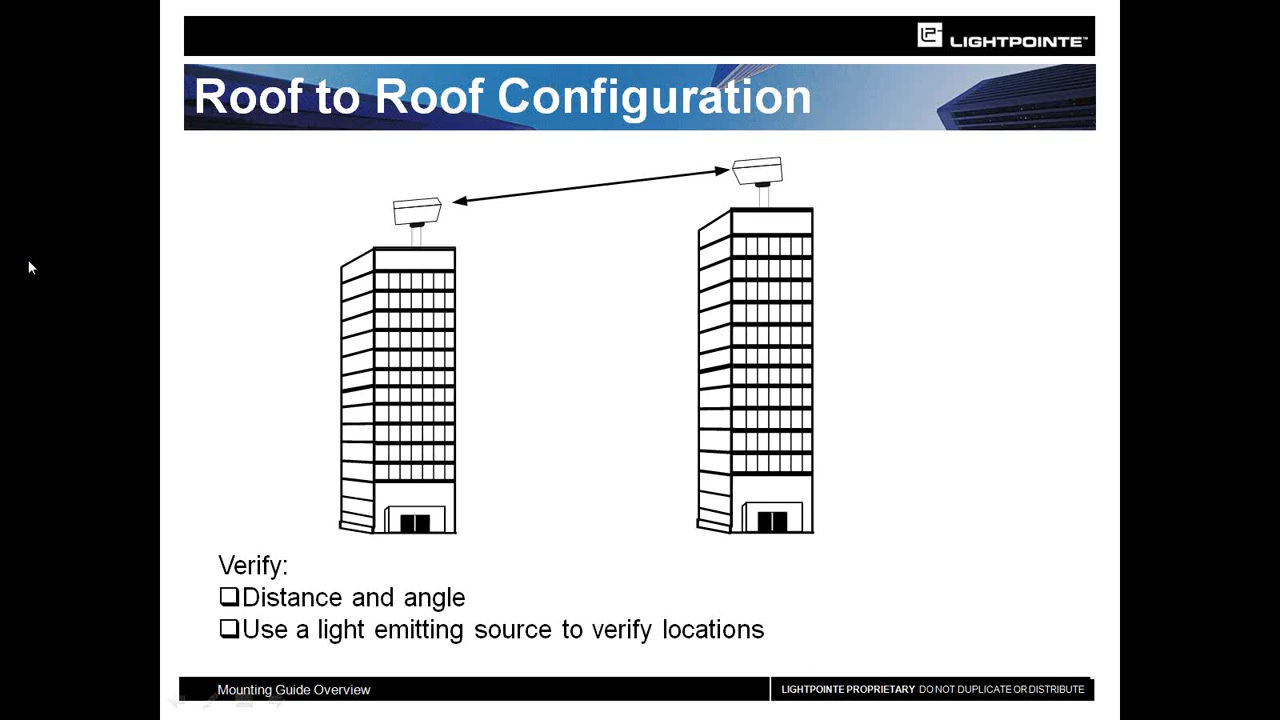 LIGHTPOINTE™
Roof to Roof Configuration
Verify:
❑Distance and angle
❑Use a light emitting source to verify locations
Mounting Guide Overview
LIGHTPOINTE PROPRIETARY DO NOT DUPLICATE OR DISTRIBUTE